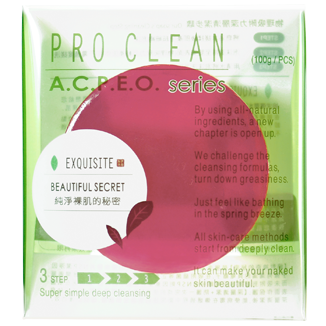 PRO CLEAN
(100g/PCS)
A.C.P.E.O. series
By using all-natural
ingredients, a new
chapter is open up.
EXQUISITE
BEAUTIFUL SECRET
純淨裸肌的秘密
We challenge the
cleansing formulas,
turn down greasiness.
Just feel like bathing
in the spring breeze.
All skin-care methods
start from deeply clean.
It can make your naked
skin beautiful.
3 STEP 1 2 3
Super simple deep cleansing